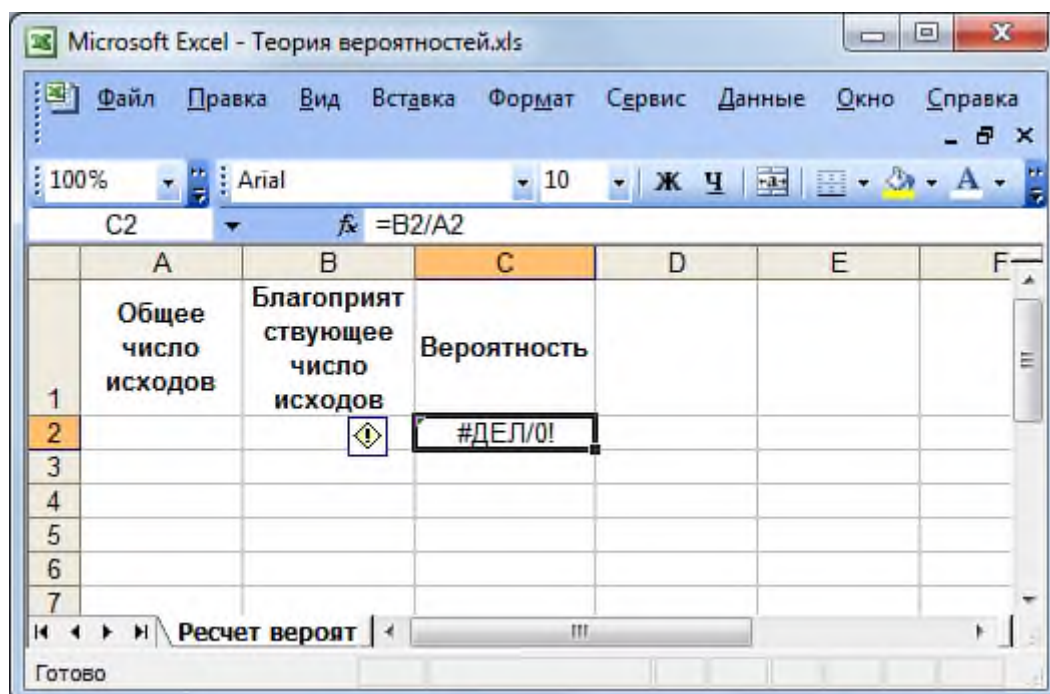 Microsoft Excel - Теория вероятностей.xls
Файл Правка Вид Вставка Формат Сервис Данные Окно Справка
100% Arial 10 Ж Ч A
C2 fx =B2/A2
A B C D E F
Общее
число
исходов
Благоприят
ствующее
число
исходов
Вероятность
1
2 #ДЕЛ/0!
3
4
5
6
7
Ресчет вероят
Готово